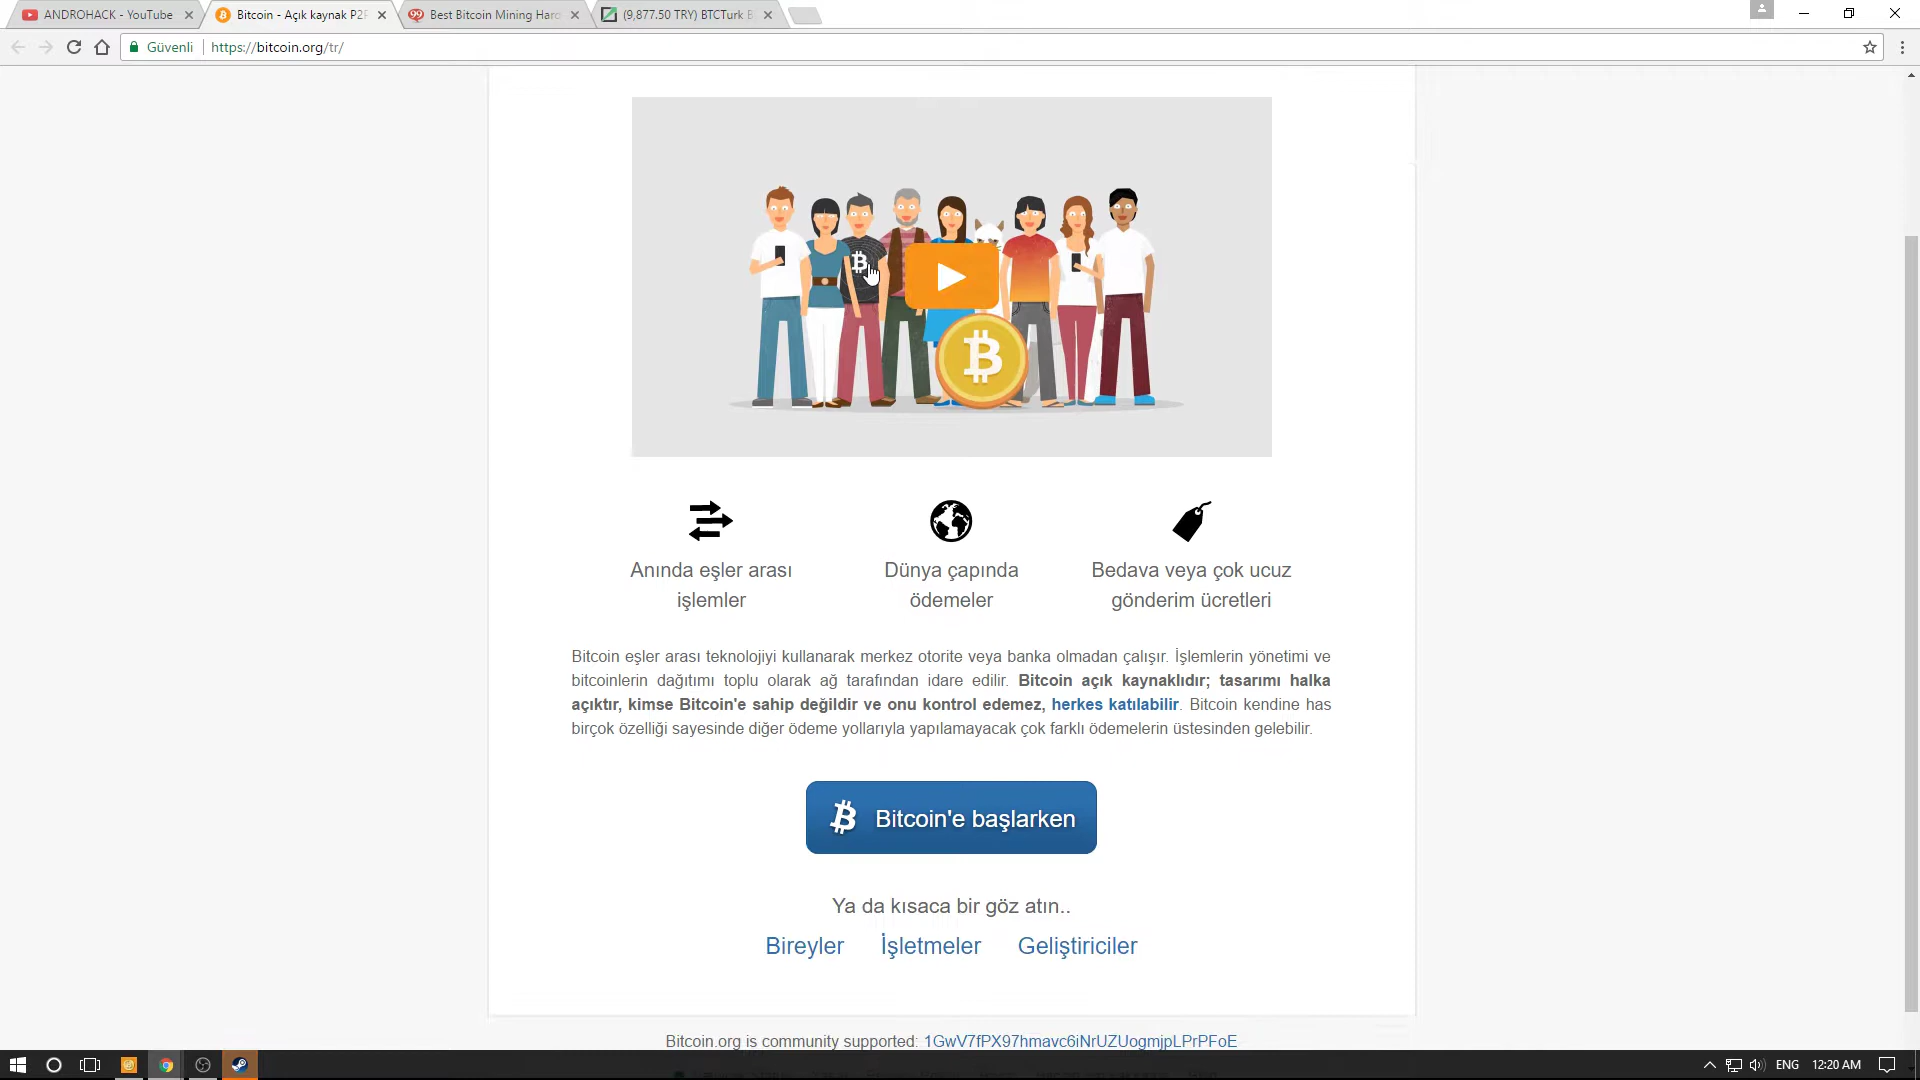 ANDROHACK - YouTube
Bitcoin - Açık kaynak P2P
Best Bitcoin Mining Hard
(9,877.50 TRY) BTCTurk B
Güvenli
https://bitcoin.org/tr/
Anında eşler arası
işlemler
Dünya çapında
ödemeler
Bedava veya çok ucuz
gönderim ücretleri
Bitcoin eşler arası teknolojiyi kullanarak merkez otorite veya banka olmadan çalışır. İşlemlerin yönetimi ve
bitcoinlerin dağıtımı toplu olarak ağ tarafından idare edilir. Bitcoin açık kaynaklıdır; tasarımı halka
açıktır, kimse Bitcoin'e sahip değildir ve onu kontrol edemez, herkes katılabilir. Bitcoin kendine has
birçok özelliği sayesinde diğer ödeme yollarıyla yapılamayacak çok farklı ödemelerin üstesinden gelebilir.
Bitcoin'e başlarken
Ya da kısaca bir göz atın..
Bireyler İşletmeler Geliştiriciler
Bitcoin.org is community supported: 1GwV7fPX97hmavc6iNrUZUogmjpLPrPFoE
ENG
12:20 AM